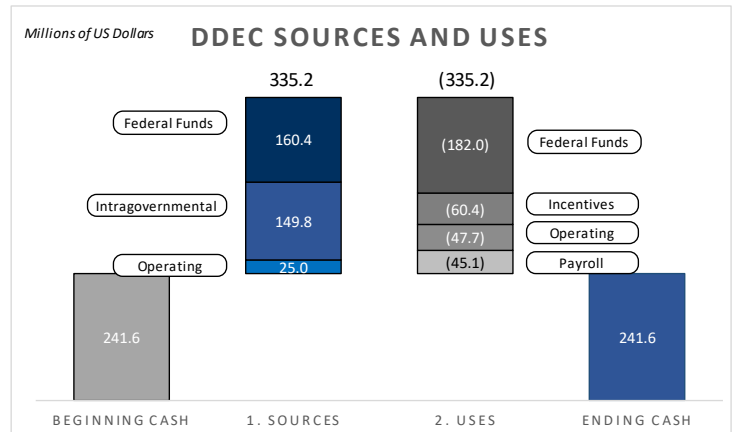 Millions of US Dollars
DDEC SOURCES AND USES
335.2 (335.2)
Federal Funds 160.4 (182.0) Federal Funds
Intragovernmental 149.8 (60.4) Incentives
(47.7) Operating
Operating 25.0 (45.1) Payroll
241.6 241.6
BEGINNING CASH 1. SOURCES 2. USES ENDING CASH